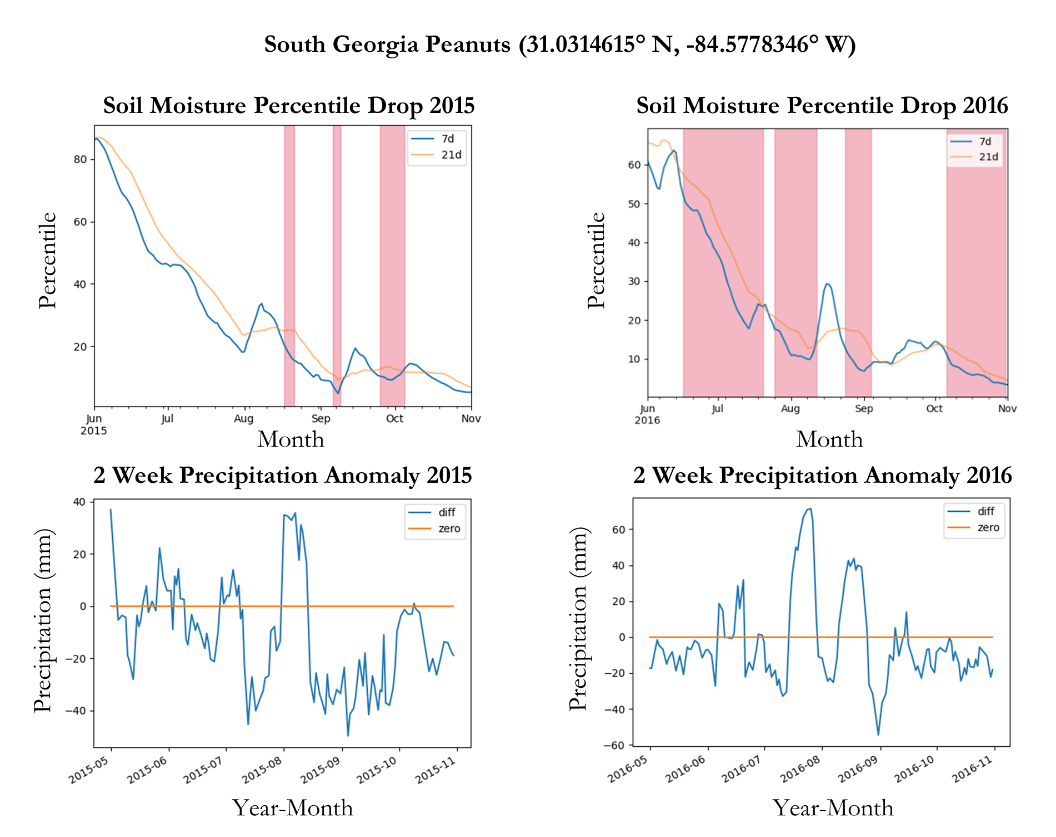 South Georgia Peanuts (31.0314615° N, -84.5778346° W)
Soil Moisture Percentile Drop 2015
7d
21d
80
60
40
20
Percentile
Jun
2015
Jul
Aug
Sep
Oct
Nov
Month
Soil Moisture Percentile Drop 2016
7d
21d
60
50
40
30
20
10
Percentile
Jun
2016
Jul
Aug
Sep
Oct
Nov
Month
2 Week Precipitation Anomaly 2015
diff
zero
40
20
0
−20
−40
Precipitation (mm)
2015-05
2015-06
2015-07
2015-08
2015-09
2015-10
2015-11
Year-Month
2 Week Precipitation Anomaly 2016
diff
zero
60
40
20
0
−20
−40
−60
Precipitation (mm)
2016-05
2016-06
2016-07
2016-08
2016-09
2016-10
2016-11
Year-Month